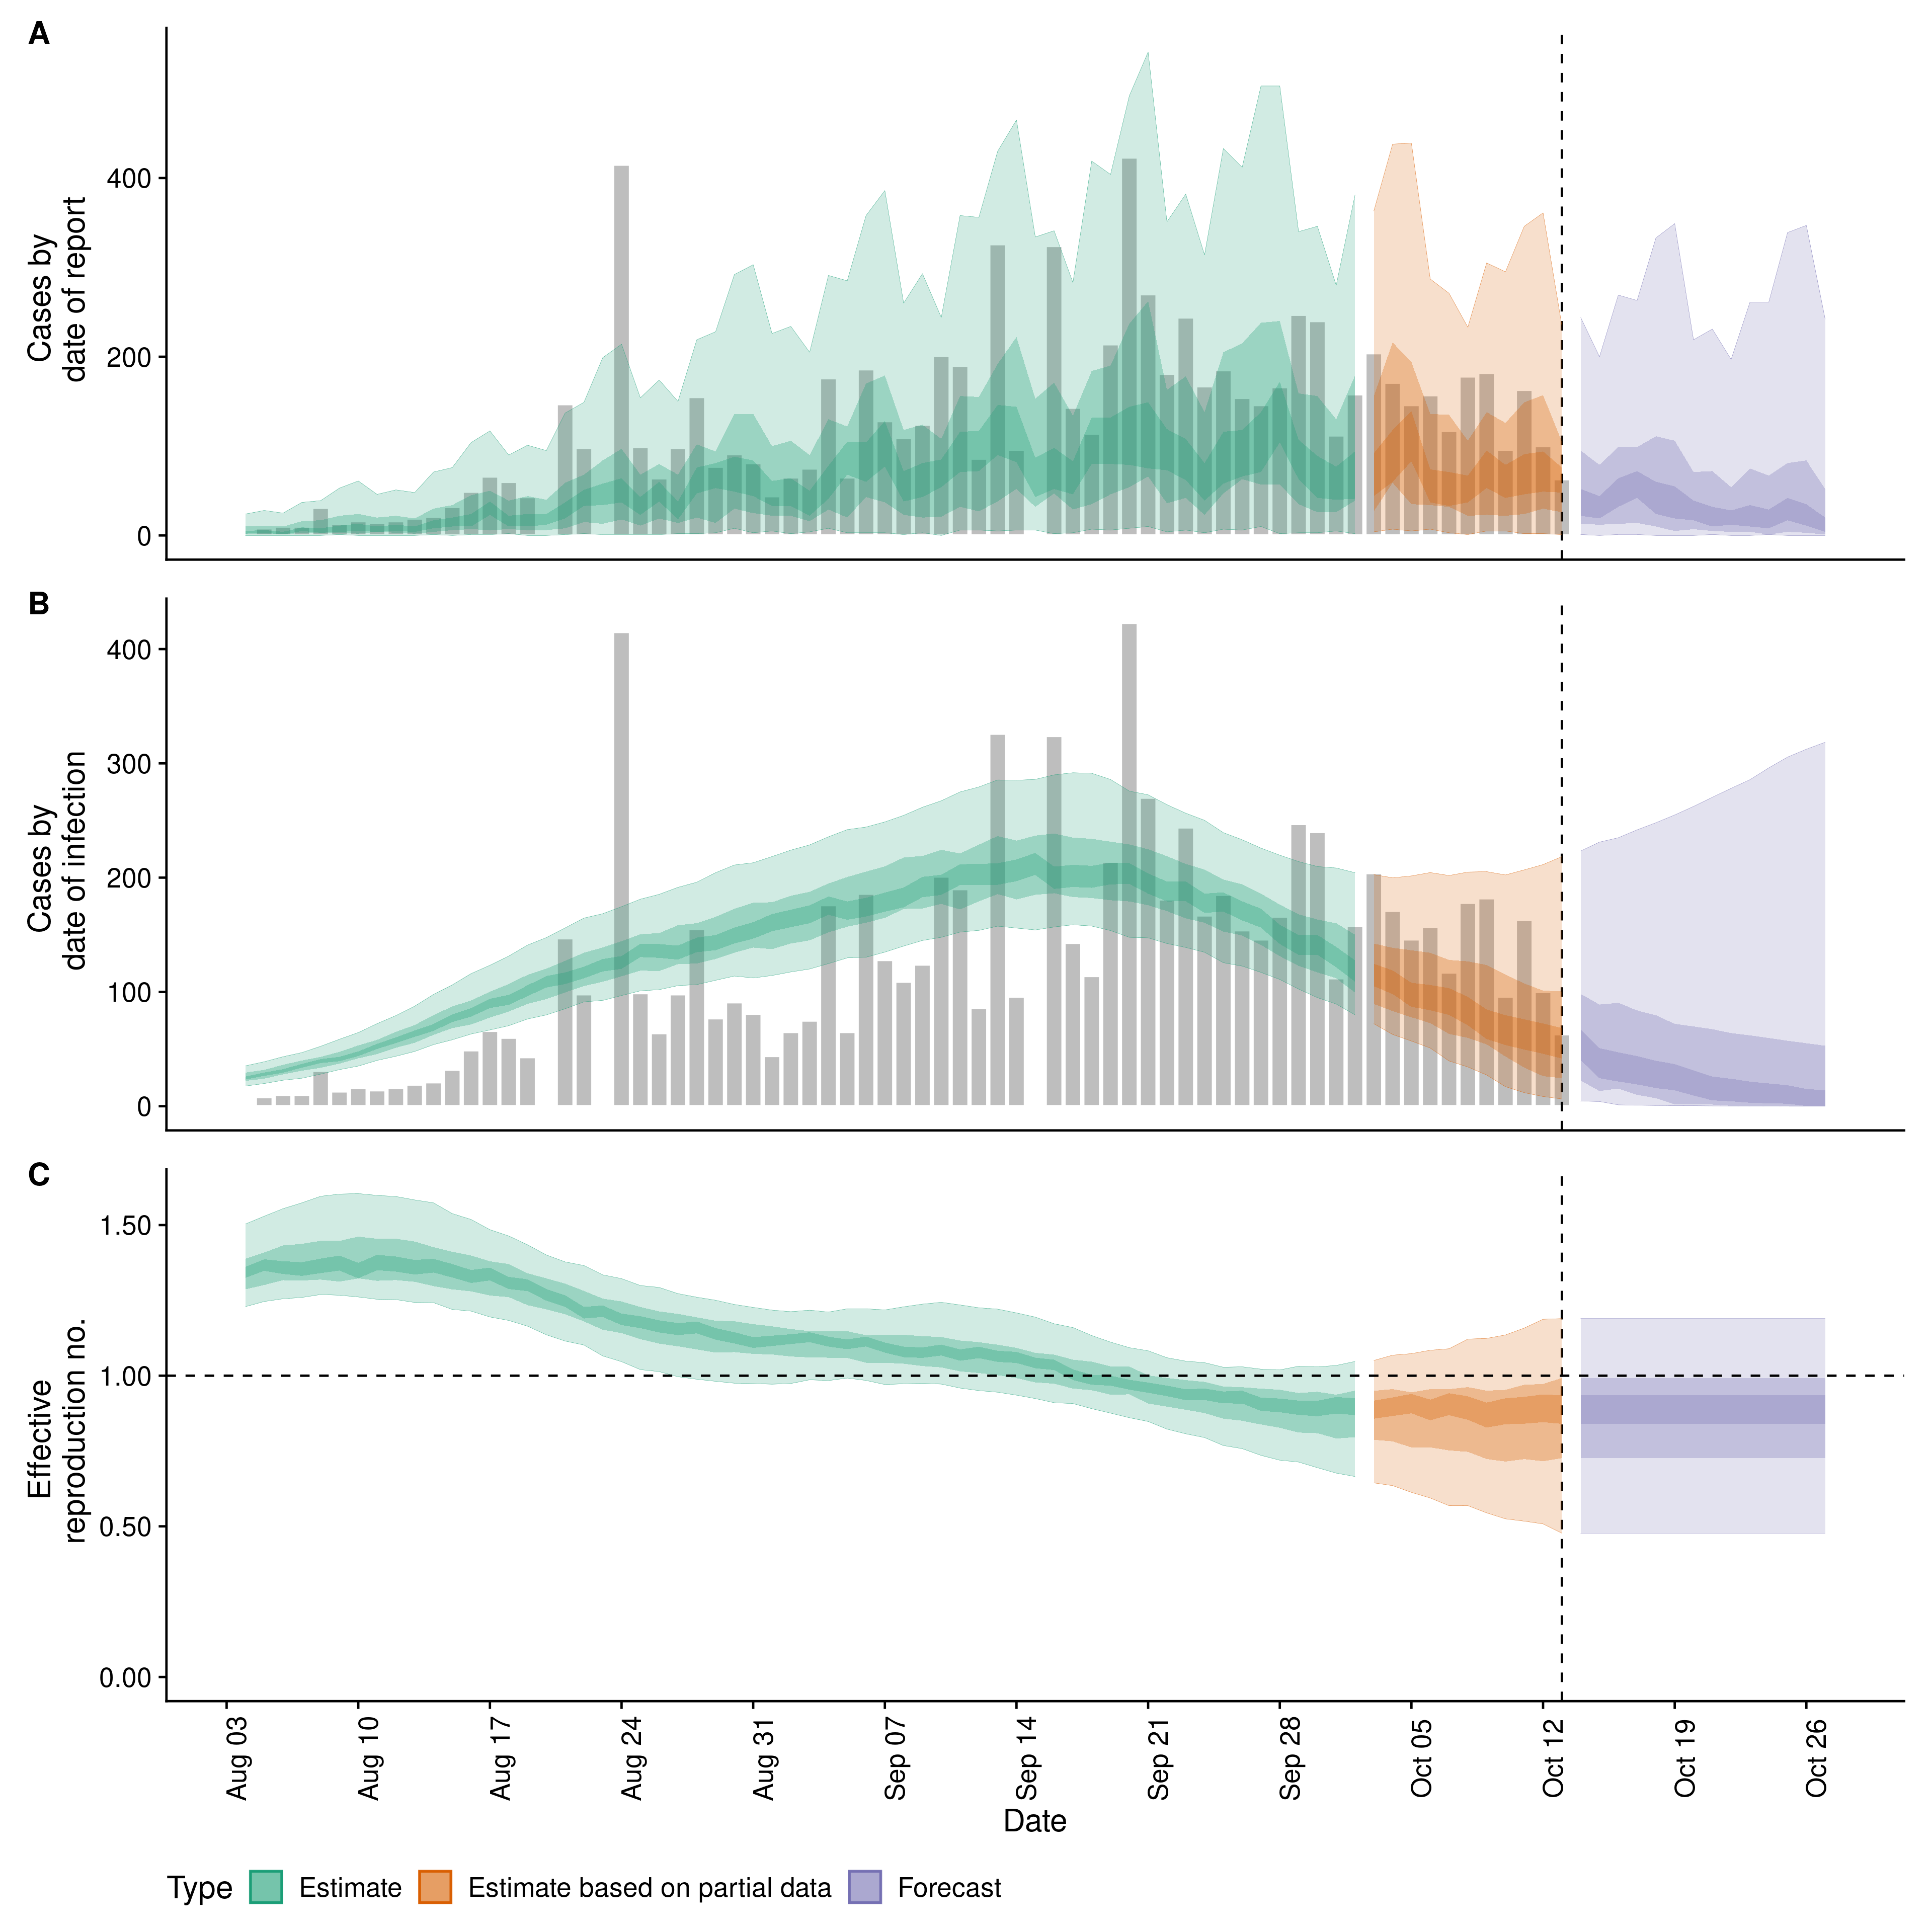 A
Cases by
date of report
400
200
0
B
Cases by
date of infection
400
300
200
100
0
C
Effective
reproduction no.
1.50
1.00
0.50
0.00
Aug 03
Aug 10
Aug 17
Aug 24
Aug 31
Sep 07
Sep 14
Sep 21
Sep 28
Oct 05
Oct 12
Oct 19
Oct 26
Date
Type Estimate Estimate based on partial data Forecast